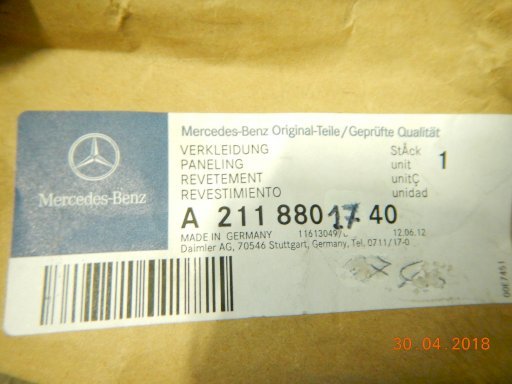 Mercedes-Benz
Mercedes-Benz Original-Teile/Geprüfte Qualität
VERKLEIDUNG StÄck 1
PANELING unit
REVETEMENT unitÇ
REVESTIMIENTO unidad
A 211 880 17 40
MADE IN GERMANY 12.06.12
Daimler AG, 70546 Stuttgart, Germany, Tel. 0711/17-0
30.04.2018